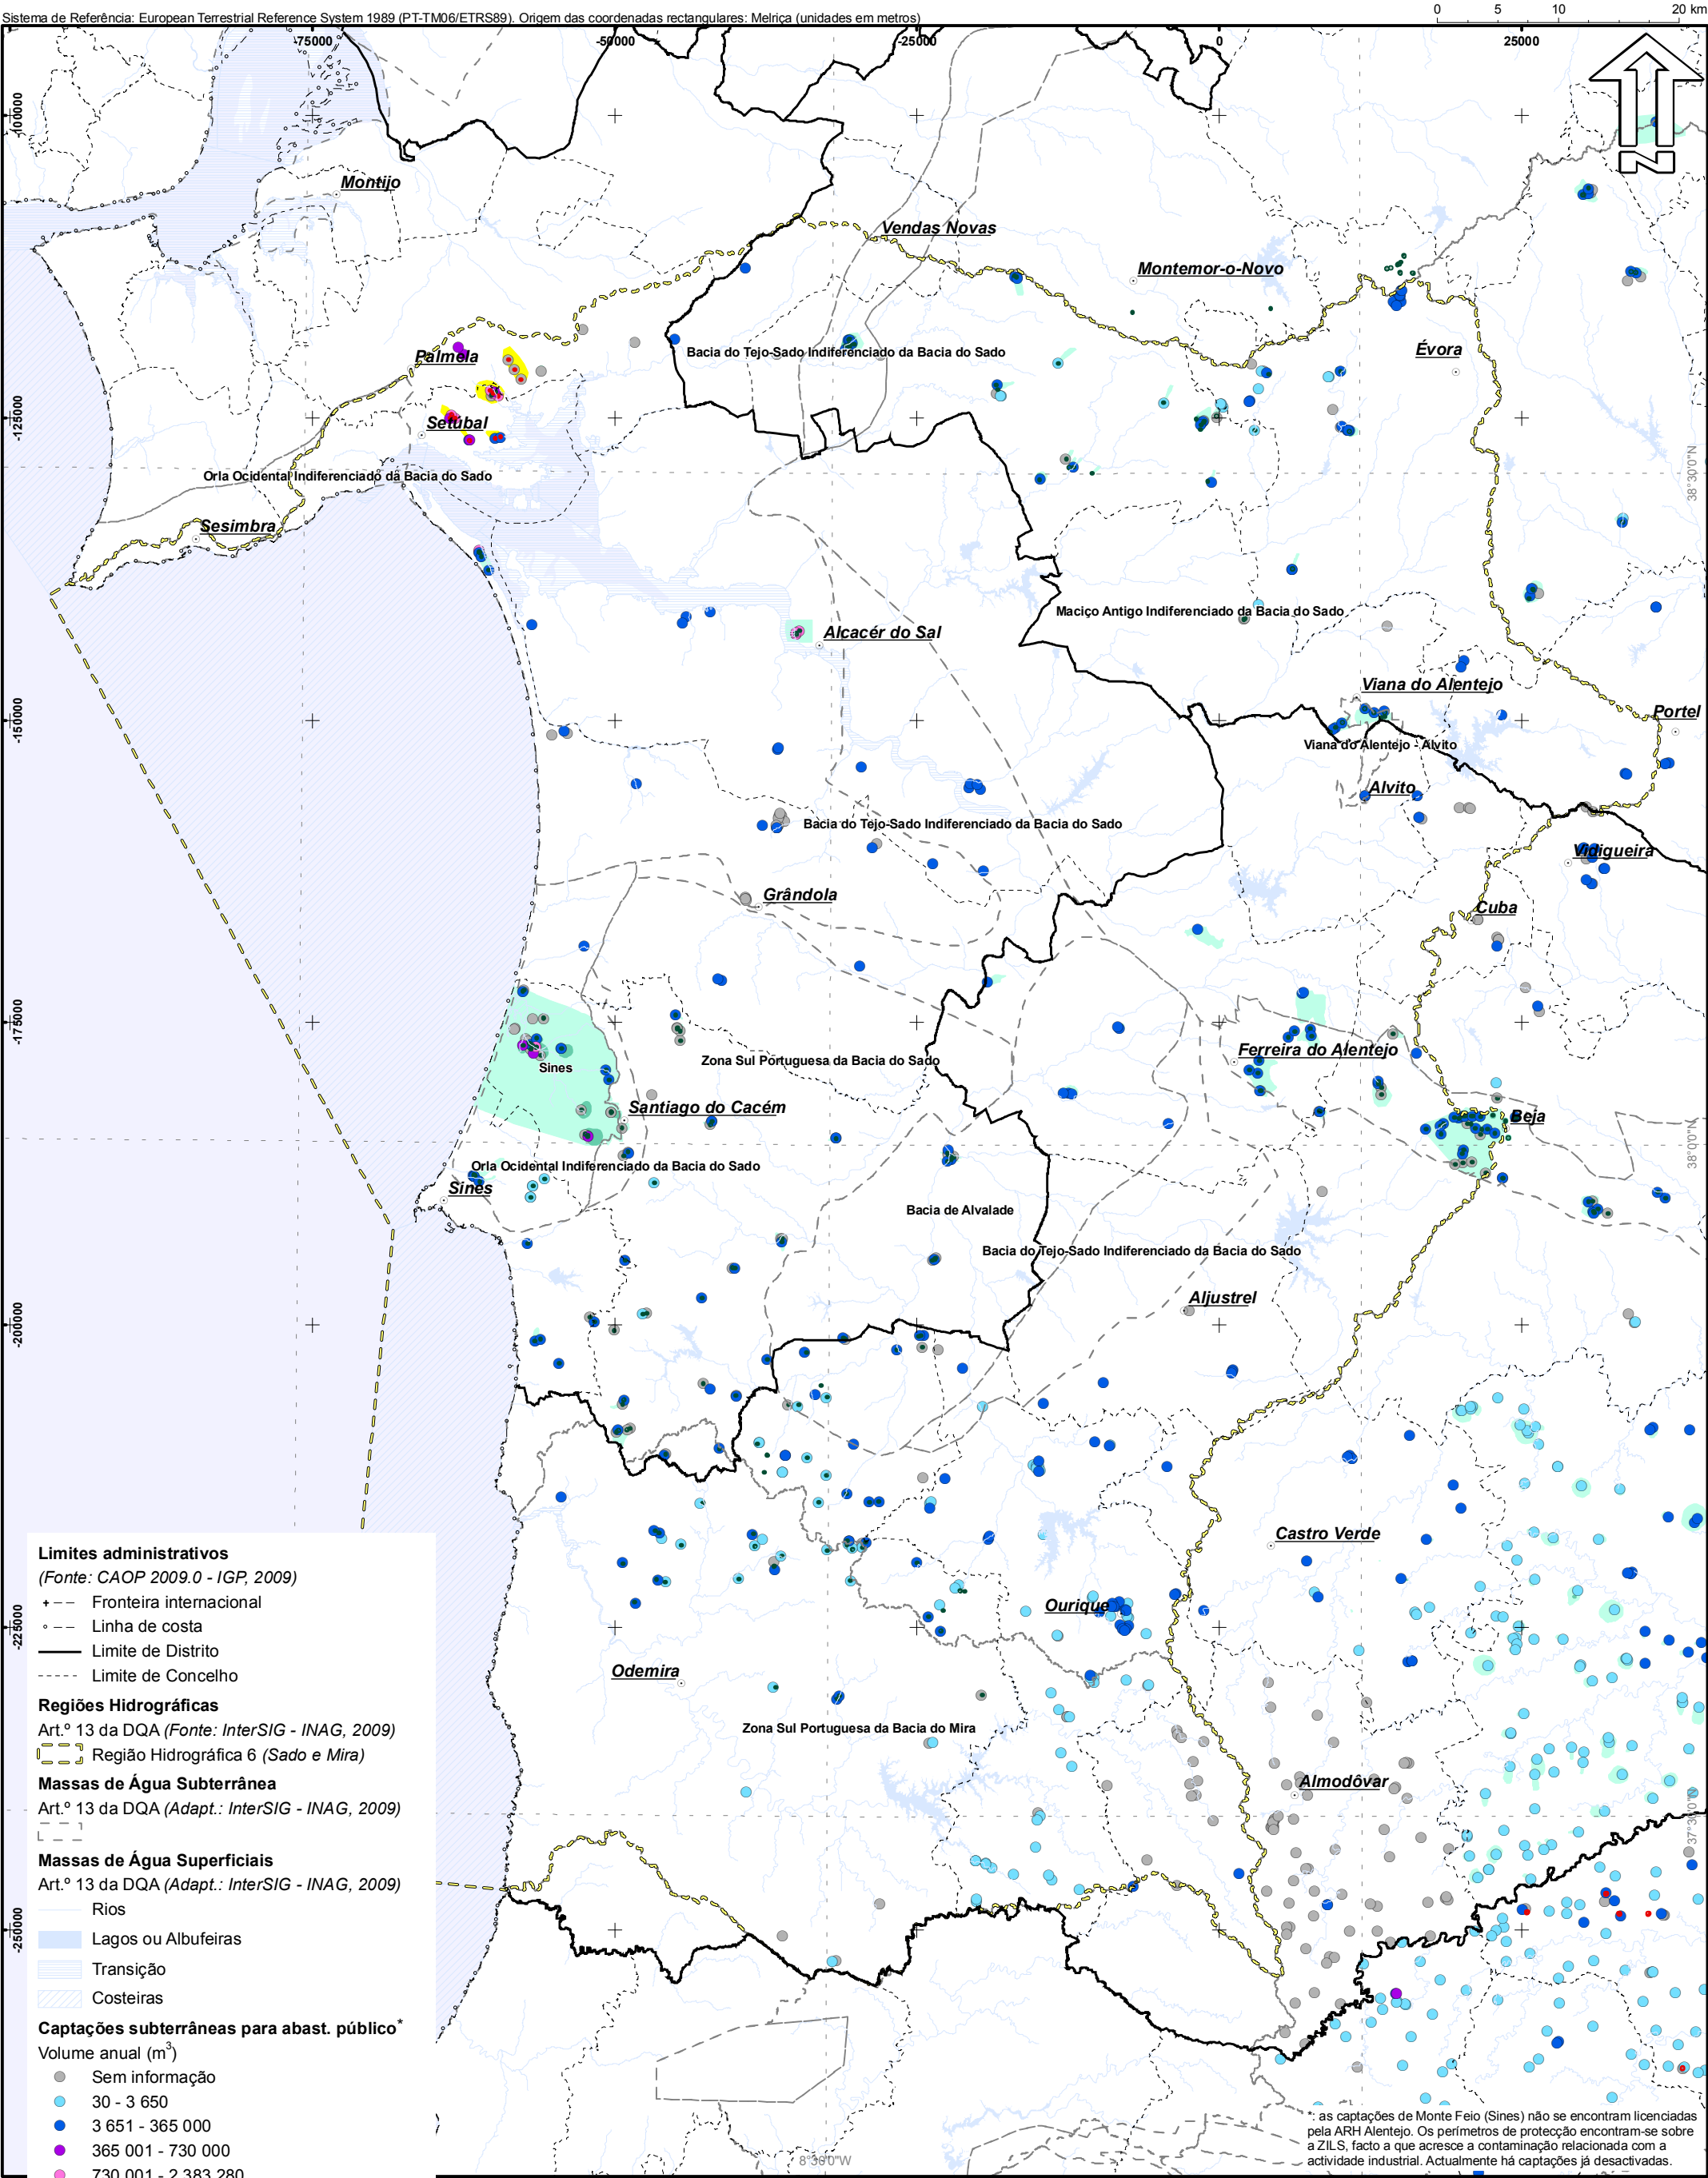 Sistema de Referência: European Terrestrial Reference System 1989 (PT-TM06/ETRS89). Origem das coordenadas rectangulares: Melriça (unidades em metros)
0 5 10 20 km
-75000 -50000 -25000 0 25000
-100000
N
Montijo
Vendas Novas
Montemor-o-Novo
Évora
Palmela
Bacia do Tejo-Sado Indiferenciado da Bacia do Sado
-125000
Setúbal
Orla Ocidental Indiferenciado da Bacia do Sado
38°30'0"N
Sesimbra
Maciço Antigo Indiferenciado da Bacia do Sado
Alcacér do Sal
Viana do Alentejo
Portel
-150000
Viana do Alentejo - Alvito
Alvito
Bacia do Tejo-Sado Indiferenciado da Bacia do Sado
Vidigueira
Grândola
Cuba
-175000
Ferreira do Alentejo
Zona Sul Portuguesa da Bacia do Sado
Sines
Santiago do Cacém
Beja
38°0'0"N
Orla Ocidental Indiferenciado da Bacia do Sado
Sines
Bacia de Alvalade
Bacia do Tejo-Sado Indiferenciado da Bacia do Sado
Aljustrel
-200000
Castro Verde
Ourique
-225000
Odemira
Zona Sul Portuguesa da Bacia do Mira
Almodôvar
37°30'0"N
-250000
8°30'0"W
Limites administrativos
(Fonte: CAOP 2009.0 - IGP, 2009)
Fronteira internacional
Linha de costa
Limite de Distrito
Limite de Concelho
Regiões Hidrográficas
Art.º 13 da DQA (Fonte: InterSIG - INAG, 2009)
Região Hidrográfica 6 (Sado e Mira)
Massas de Água Subterrânea
Art.º 13 da DQA (Adapt.: InterSIG - INAG, 2009)
Massas de Água Superficiais
Art.º 13 da DQA (Adapt.: InterSIG - INAG, 2009)
Rios
Lagos ou Albufeiras
Transição
Costeiras
Captações subterrâneas para abast. público*
Volume anual (m3)
Sem informação
30 - 3 650
3 651 - 365 000
365 001 - 730 000
730 001 - 2 383 280
*: as captações de Monte Feio (Sines) não se encontram licenciadas
pela ARH Alentejo. Os perímetros de protecção encontram-se sobre
a ZILS, facto a que acresce a contaminação relacionada com a
actividade industrial. Actualmente há captações já desactivadas.